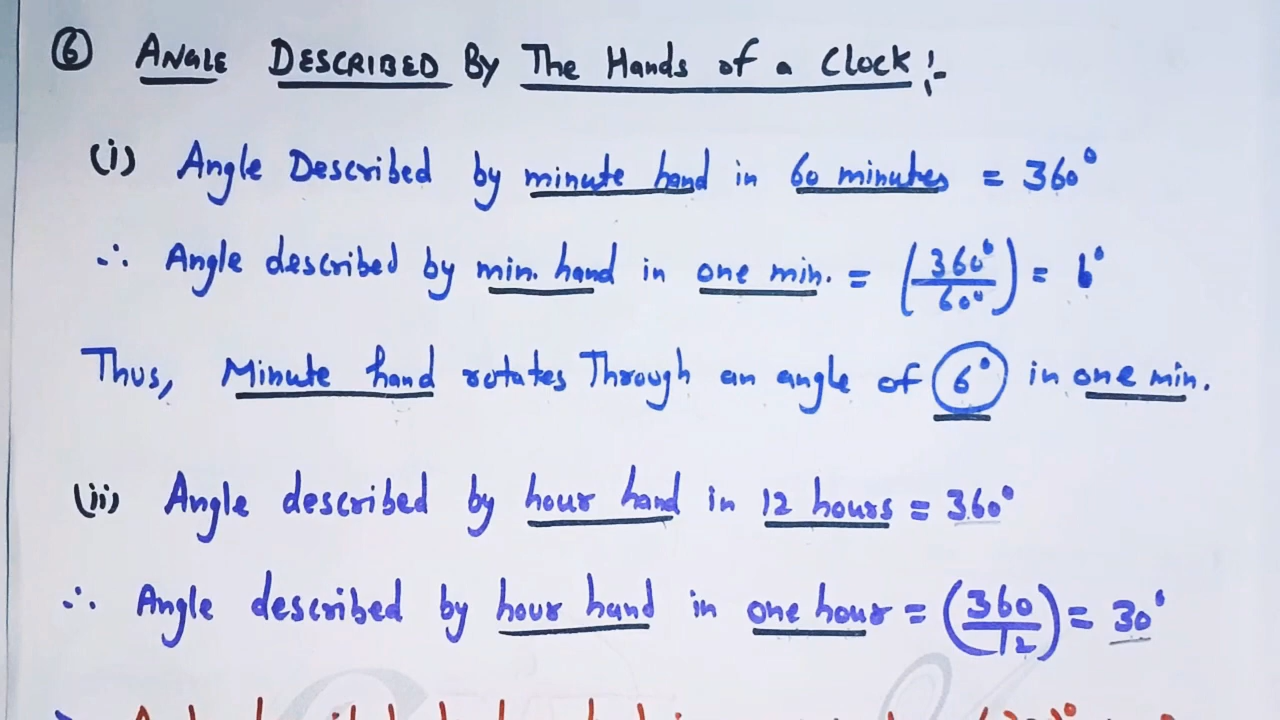 ⑥ ANGLE DESCRIBED By The Hands of a Clock :-
(i) Angle Described by minute hand in 60 minutes = 360°
∴ Angle described by min. hand in one min. = (360°/60°) = 6°
Thus, Minute hand rotates Through an angle of 6° in one min.
(ii) Angle described by hour hand in 12 hours = 360°
∴ Angle described by hour hand in one hour = (360/12) = 30°